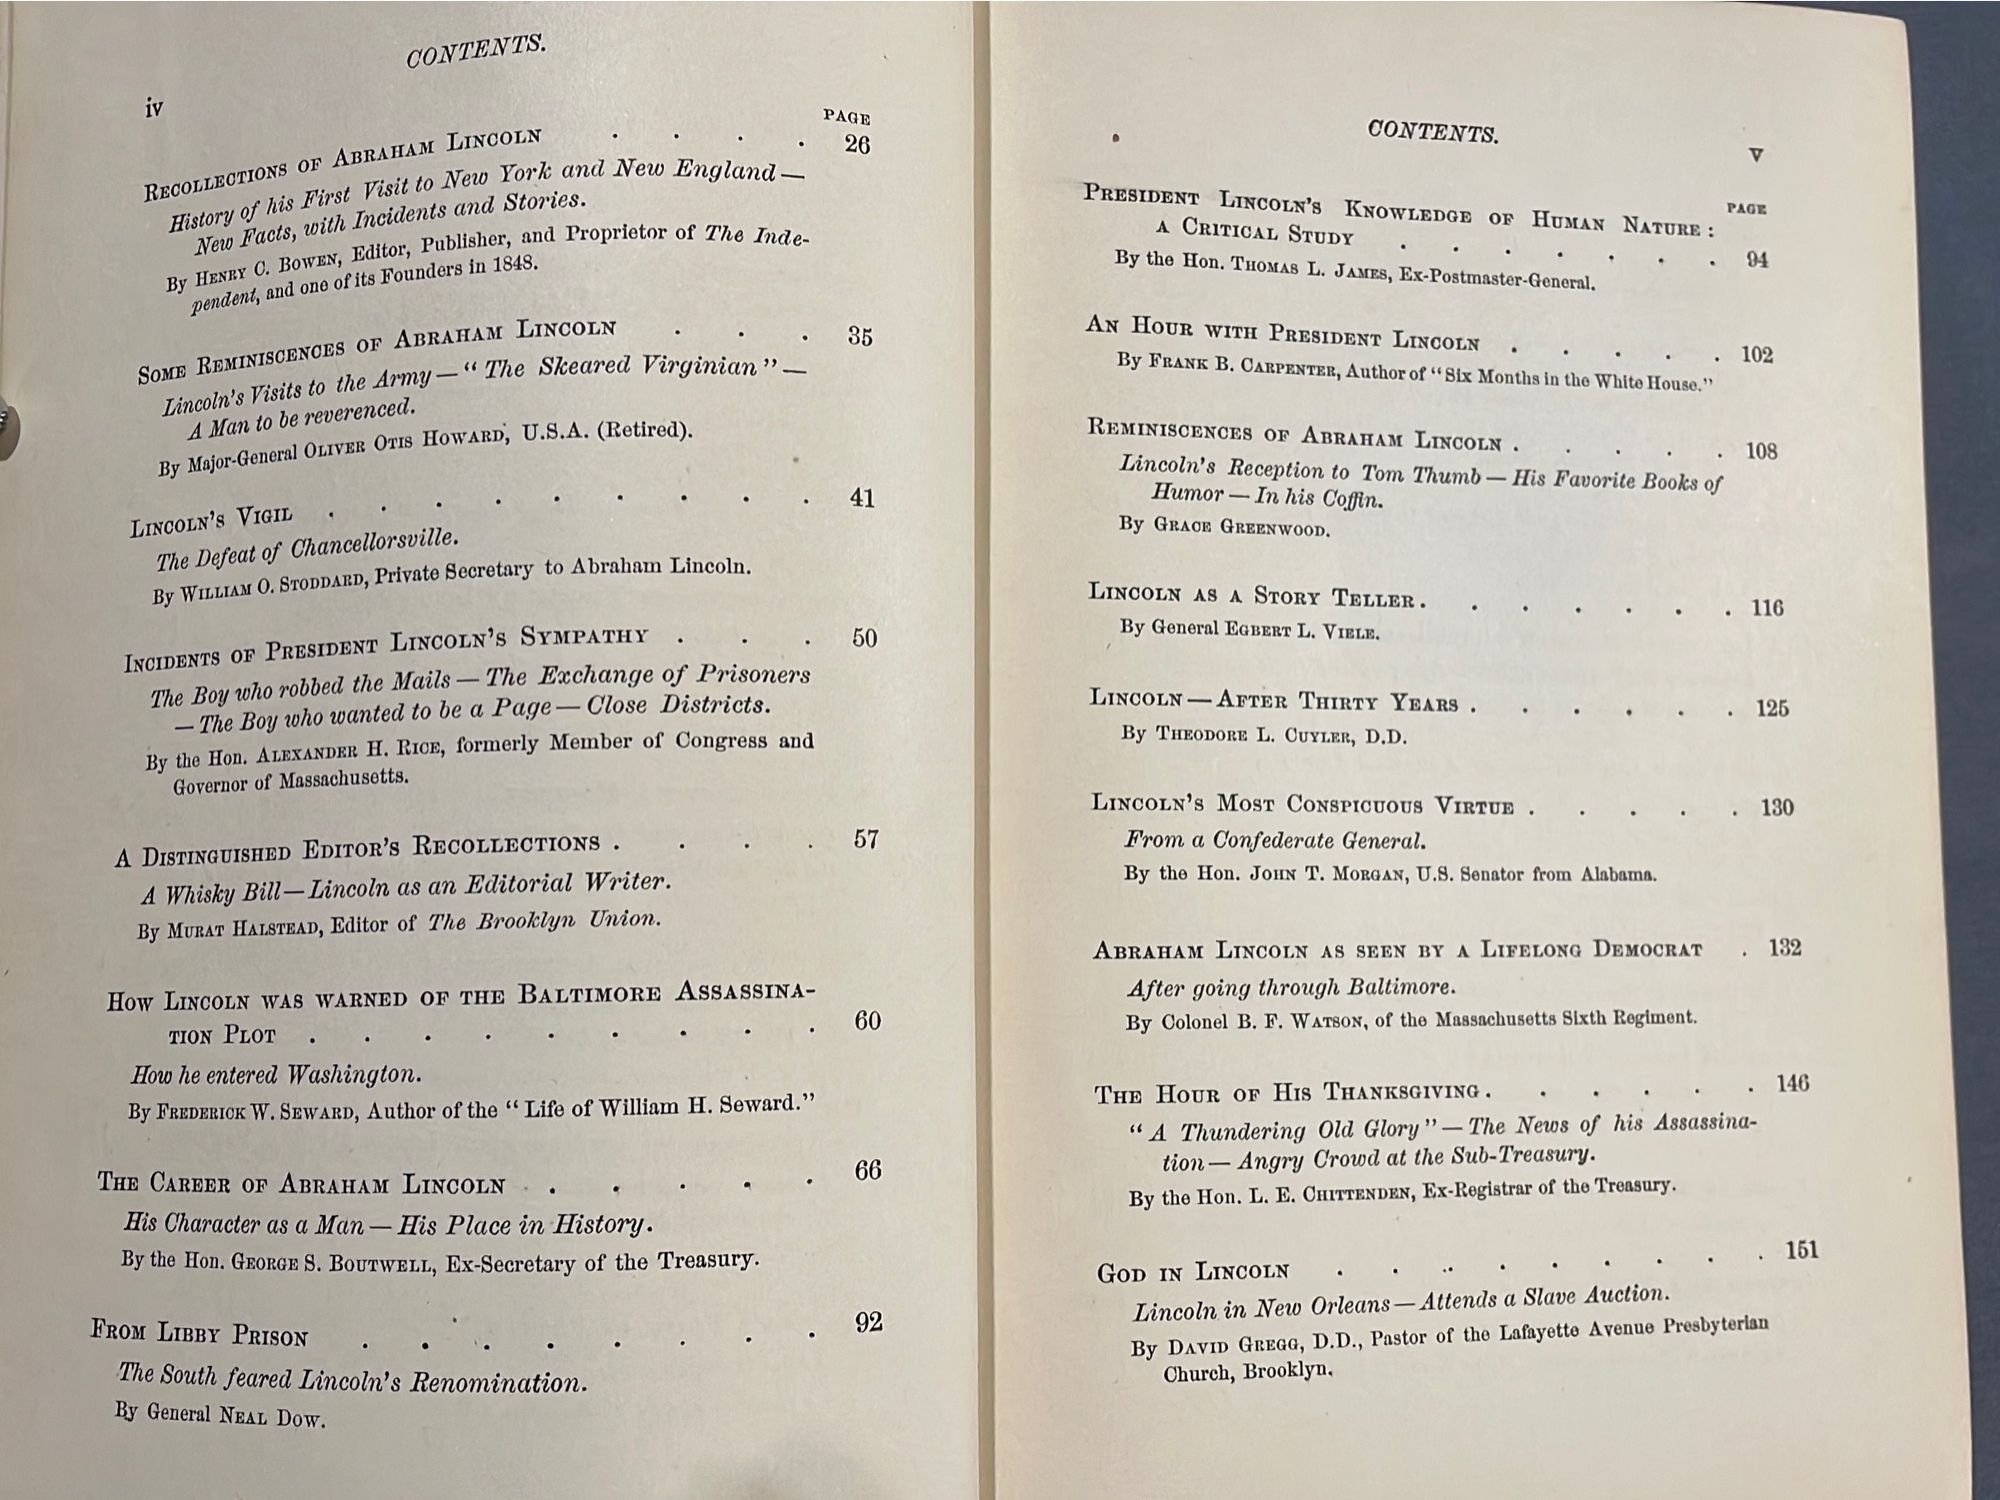 CONTENTS.
iv
PAGE
RECOLLECTIONS OF ABRAHAM LINCOLN . . . . 26
History of his First Visit to New York and New England —
New Facts, with Incidents and Stories.
By HENRY C. BOWEN, Editor, Publisher, and Proprietor of The Inde-
pendent, and one of its Founders in 1848.
SOME REMINISCENCES OF ABRAHAM LINCOLN . . . 35
Lincoln's Visits to the Army — "The Skeared Virginian" —
A Man to be reverenced.
By Major-General OLIVER OTIS HOWARD, U.S.A. (Retired).
LINCOLN'S VIGIL . . . . . . . . 41
The Defeat of Chancellorsville.
By WILLIAM O. STODDARD, Private Secretary to Abraham Lincoln.
INCIDENTS OF PRESIDENT LINCOLN'S SYMPATHY . . . 50
The Boy who robbed the Mails — The Exchange of Prisoners
— The Boy who wanted to be a Page — Close Districts.
By the Hon. ALEXANDER H. RICE, formerly Member of Congress and
Governor of Massachusetts.
A DISTINGUISHED EDITOR'S RECOLLECTIONS . . . . 57
A Whisky Bill — Lincoln as an Editorial Writer.
By MURAT HALSTEAD, Editor of The Brooklyn Union.
HOW LINCOLN WAS WARNED OF THE BALTIMORE ASSASSINA-
TION PLOT . . . . . . . . . 60
How he entered Washington.
By FREDERICK W. SEWARD, Author of the "Life of William H. Seward."
THE CAREER OF ABRAHAM LINCOLN . . . . . 66
His Character as a Man — His Place in History.
By the Hon. GEORGE S. BOUTWELL, Ex-Secretary of the Treasury.
FROM LIBBY PRISON . . . . . . . . 92
The South feared Lincoln's Renomination.
By General NEAL DOW.
CONTENTS.
v
PAGE
PRESIDENT LINCOLN'S KNOWLEDGE OF HUMAN NATURE:
A CRITICAL STUDY . . . . . . . 94
By the Hon. THOMAS L. JAMES, Ex-Postmaster-General.
AN HOUR WITH PRESIDENT LINCOLN . . . . . 102
By FRANK B. CARPENTER, Author of "Six Months in the White House."
REMINISCENCES OF ABRAHAM LINCOLN . . . . . 108
Lincoln's Reception to Tom Thumb — His Favorite Books of
Humor — In his Coffin.
By GRACE GREENWOOD.
LINCOLN AS A STORY TELLER . . . . . . . 116
By General EGBERT L. VIELE.
LINCOLN — AFTER THIRTY YEARS . . . . . . 125
By THEODORE L. CUYLER, D.D.
LINCOLN'S MOST CONSPICUOUS VIRTUE . . . . . 130
From a Confederate General.
By the Hon. JOHN T. MORGAN, U.S. Senator from Alabama.
ABRAHAM LINCOLN AS SEEN BY A LIFELONG DEMOCRAT . 132
After going through Baltimore.
By Colonel B. F. WATSON, of the Massachusetts Sixth Regiment.
THE HOUR OF HIS THANKSGIVING . . . . . . 146
"A Thundering Old Glory" — The News of his Assassina-
tion — Angry Crowd at the Sub-Treasury.
By the Hon. L. E. CHITTENDEN, Ex-Registrar of the Treasury.
GOD IN LINCOLN . . . . . . . . . 151
Lincoln in New Orleans — Attends a Slave Auction.
By DAVID GREGG, D.D., Pastor of the Lafayette Avenue Presbyterian
Church, Brooklyn.